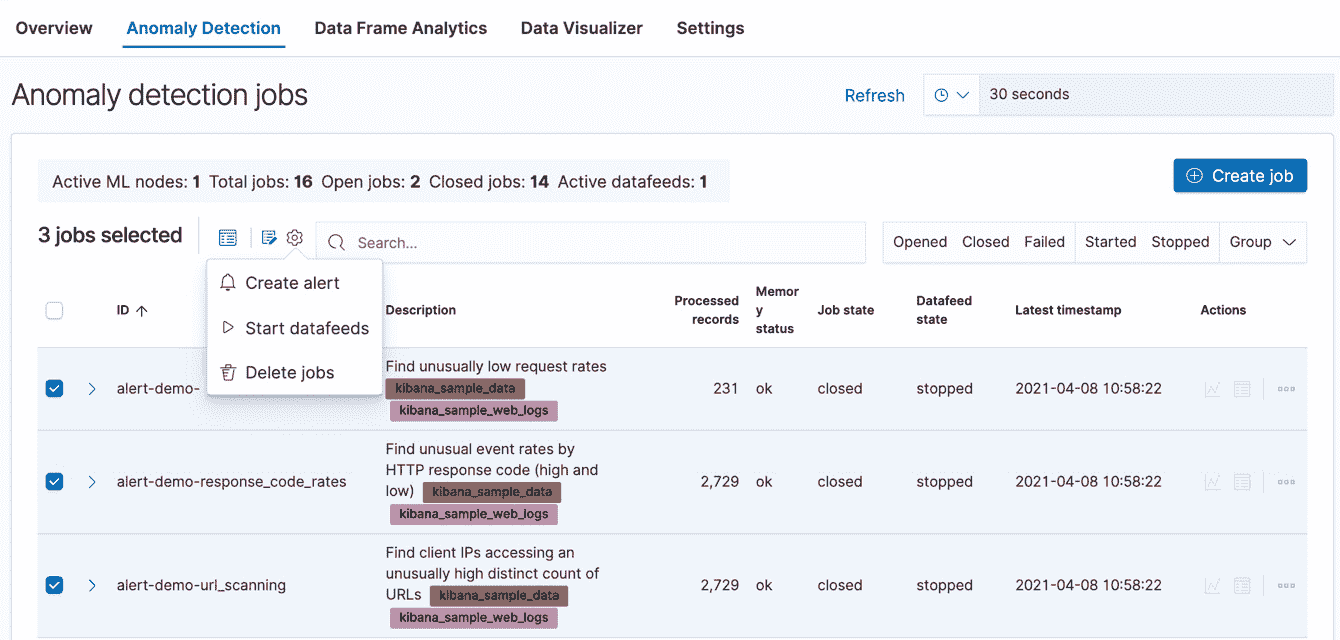 Overview Anomaly Detection Data Frame Analytics Data Visualizer Settings
Anomaly detection jobs
Refresh 30 seconds
Active ML nodes: 1 Total jobs: 16 Open jobs: 2 Closed jobs: 14 Active datafeeds: 1
Create job
3 jobs selected
Search...
Opened Closed Failed Started Stopped Group
Create alert
Start datafeeds
Delete jobs
ID Description
Processed
records
Memor
y
status
Job state
Datafeed
state
Latest timestamp
Actions
alert-demo-
Find unusually low request rates
kibana_sample_data
kibana_sample_web_logs
231 ok closed stopped 2021-04-08 10:58:22
alert-demo-response_code_rates
Find unusual event rates by
HTTP response code (high and
low) kibana_sample_data
kibana_sample_web_logs
2,729 ok closed stopped 2021-04-08 10:58:22
alert-demo-url_scanning
Find client IPs accessing an
unusually high distinct count of
URLs kibana_sample_data
kibana_sample_web_logs
2,729 ok closed stopped 2021-04-08 10:58:22